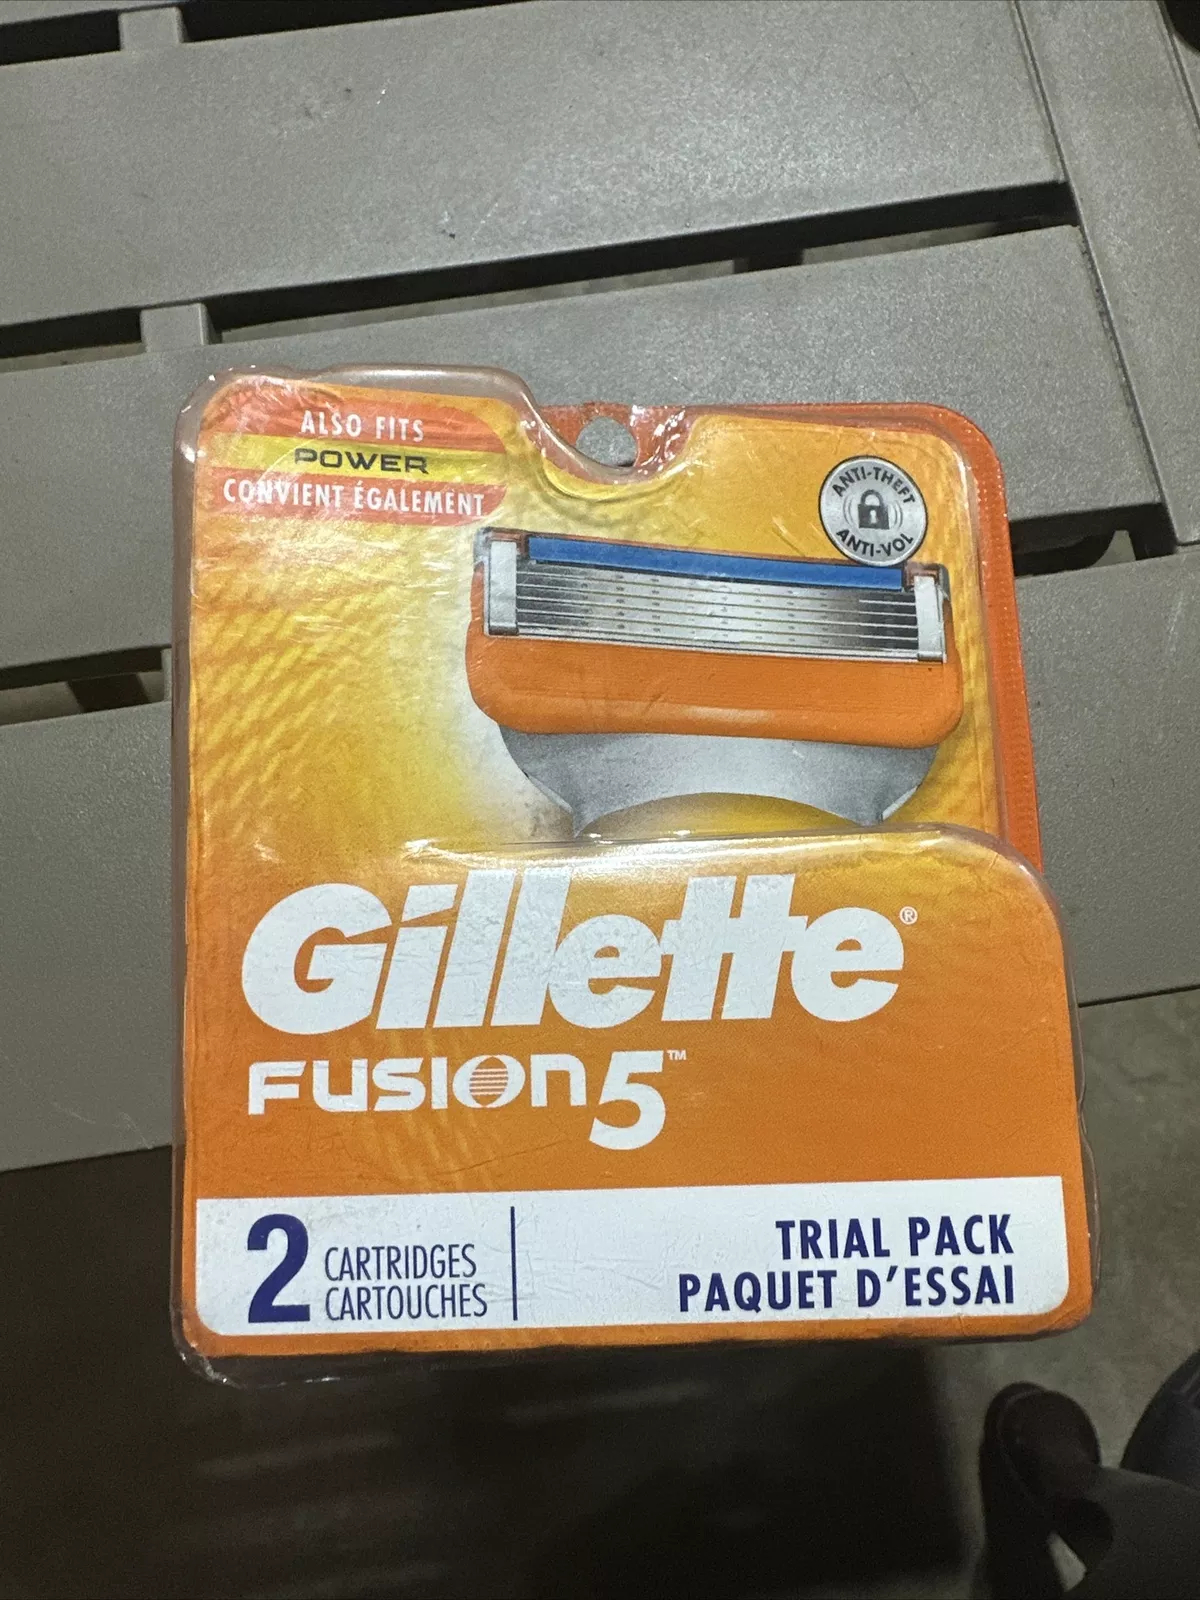 ALSO FITS
POWER
CONVIENT ÉGALEMENT
ANTI-THEFT
ANTI-VOL
Gillette®
FUSION5™
2 CARTRIDGES
CARTOUCHES
TRIAL PACK
PAQUET D'ESSAI